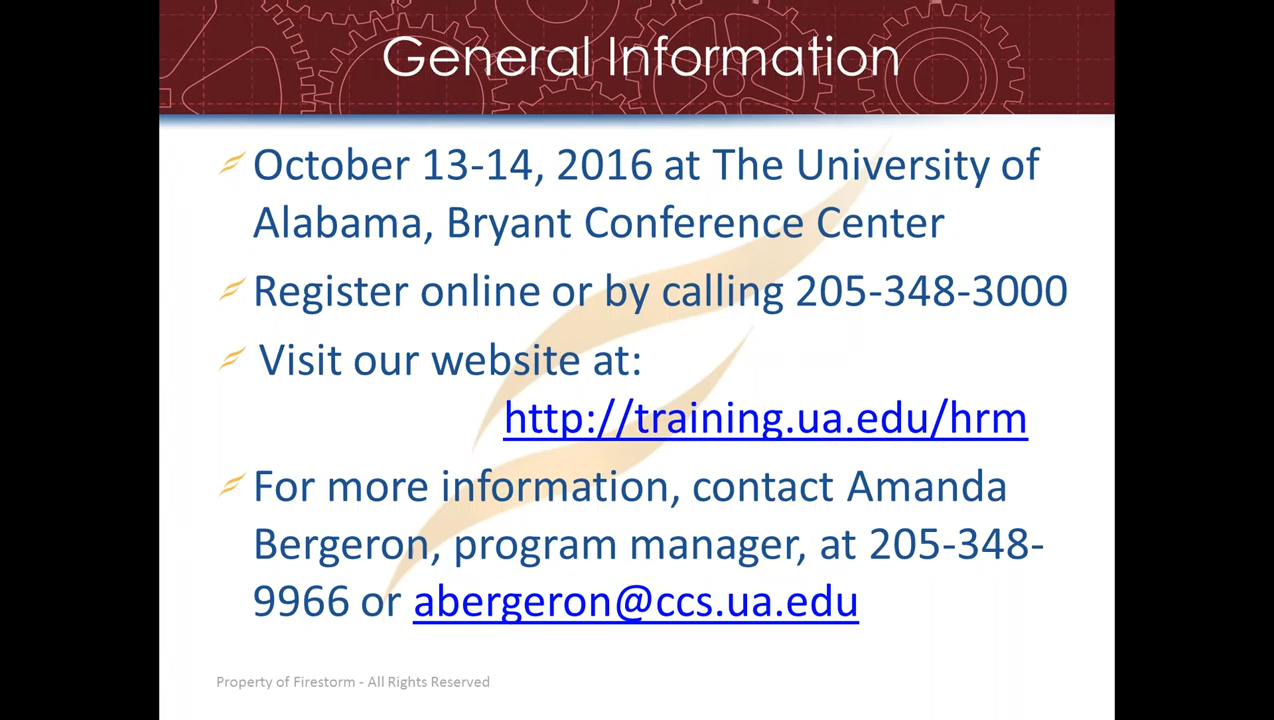 General Information
October 13-14, 2016 at The University of
Alabama, Bryant Conference Center
Register online or by calling 205-348-3000
Visit our website at:
http://training.ua.edu/hrm
For more information, contact Amanda
Bergeron, program manager, at 205-348-
9966 or abergeron@ccs.ua.edu
Property of Firestorm - All Rights Reserved